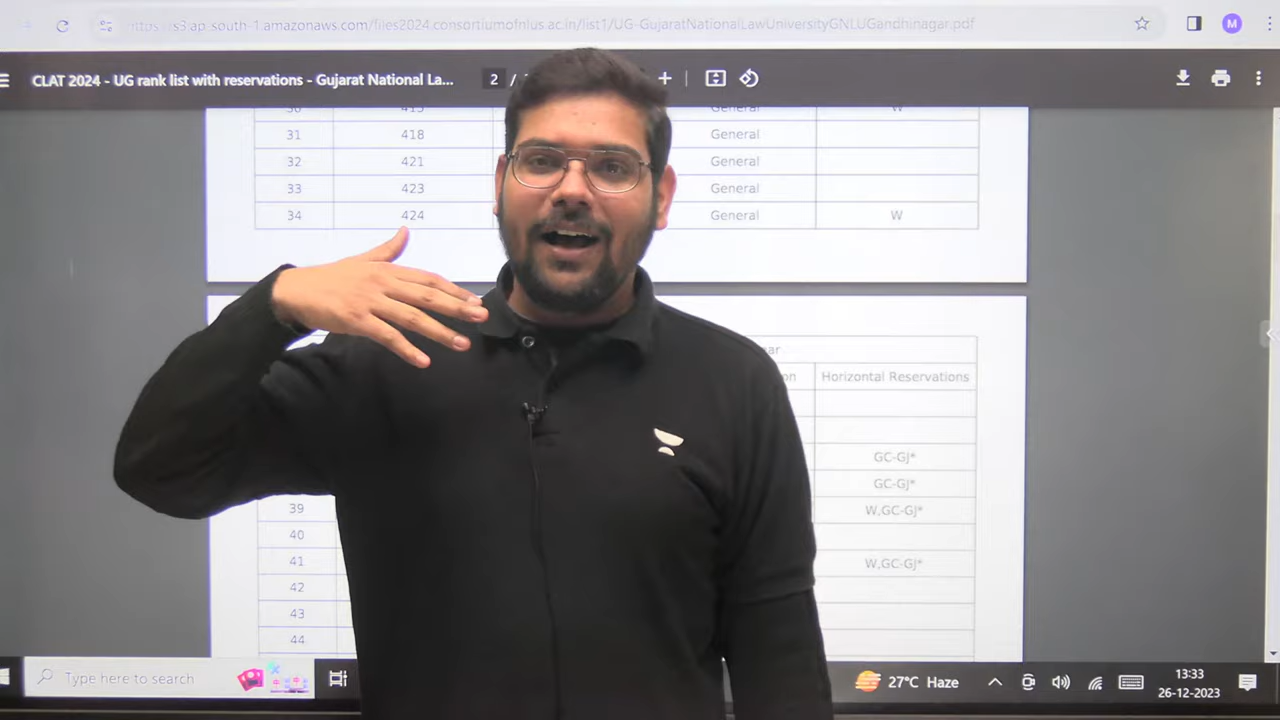 https://s3.ap-south-1.amazonaws.com/files2024.consortiumofnlus.ac.in/list1/UG-GujaratNationalLawUniversityGNLUGandhinagar.pdf
M
CLAT 2024 - UG rank list with reservations - Gujarat National La...
2 /
General W
31 418 General
32 421 General
33 423 General
34 424 General W
Horizontal Reservations
GC-GJ*
GC-GJ*
39 W,GC-GJ*
40
41 W,GC-GJ*
42
43
44
Type here to search
27°C Haze
13:33
26-12-2023